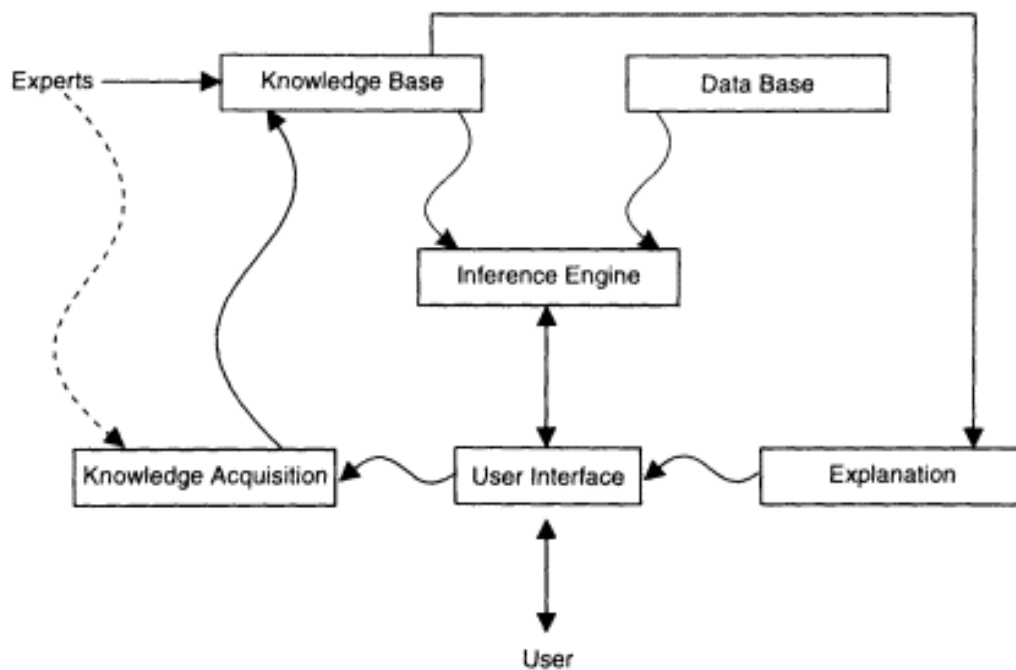 Experts
Knowledge Base
Data Base
Inference Engine
Knowledge Acquisition
User Interface
Explanation
User